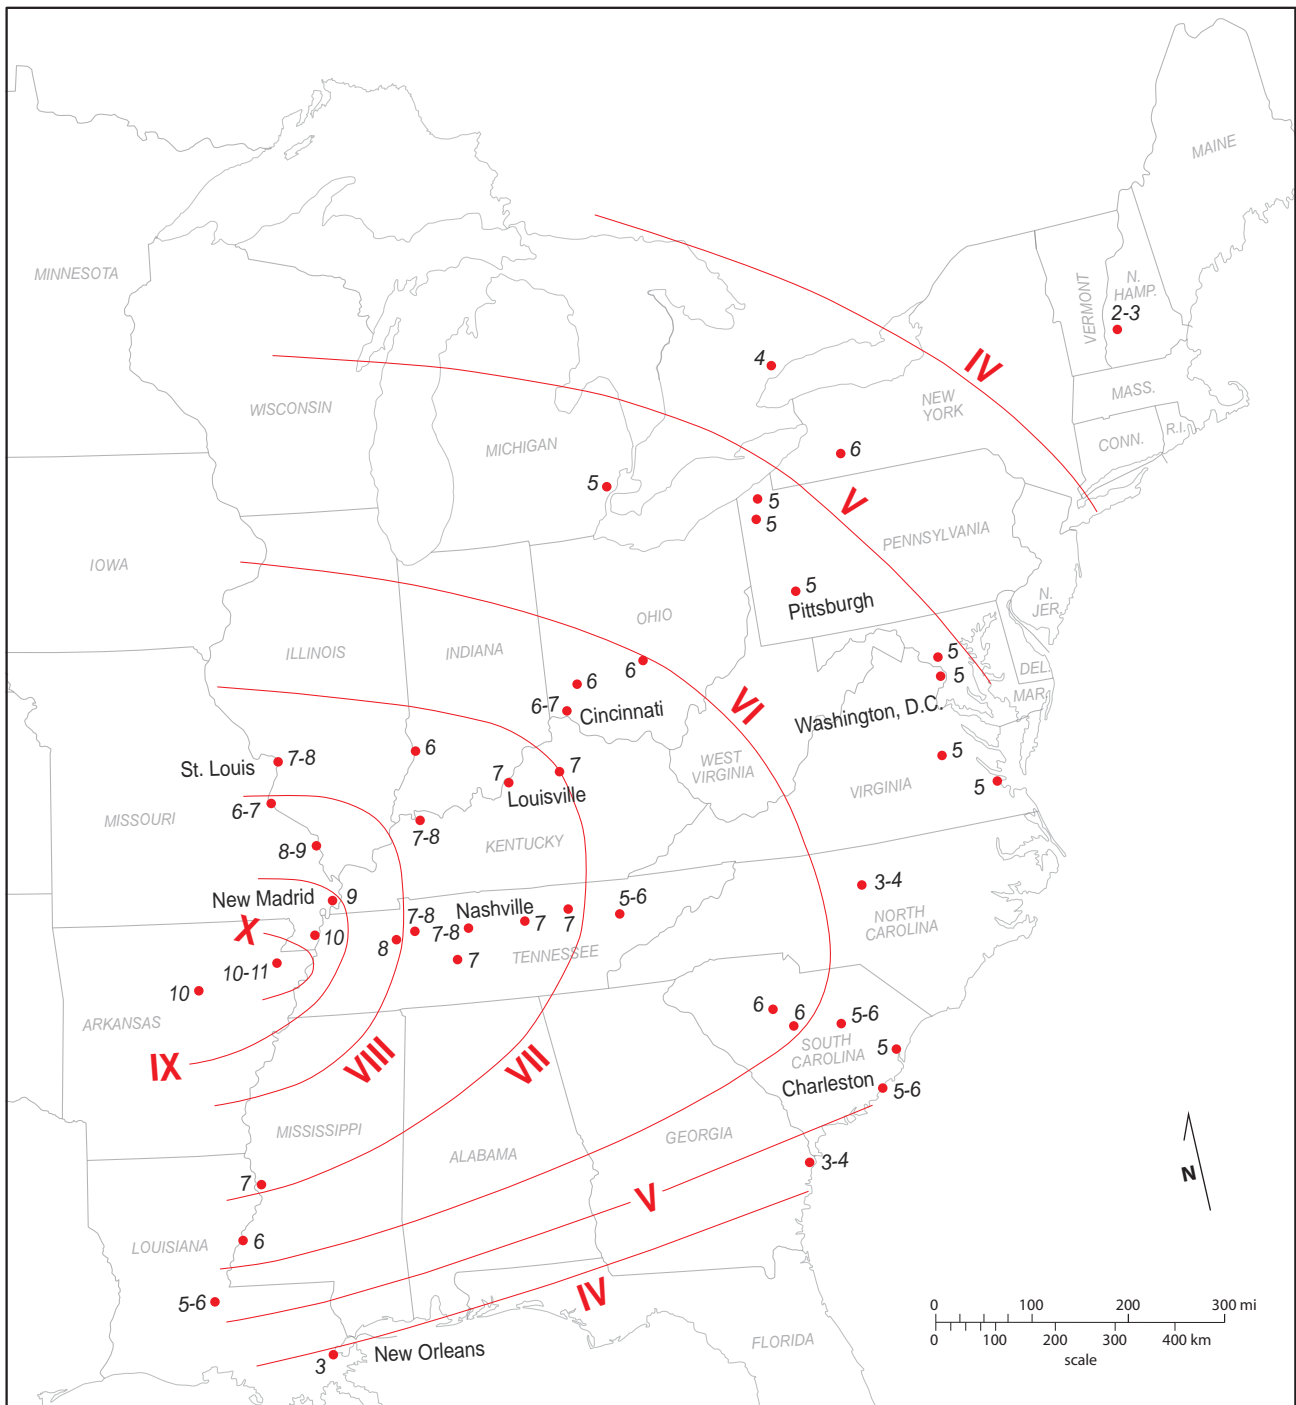 MAINE
MINNESOTA
VERMONT
N.
HAMP.
2-3
IV
4
MASS.
WISCONSIN
NEW
YORK
CONN.
R.I.
MICHIGAN
6
5
5
5
V
PENNSYLVANIA
IOWA
5
Pittsburgh
N.
JER.
OHIO
ILLINOIS
INDIANA
5
6
6
5
DEL.
MAR.
6-7
Cincinnati
VI
Washington, D.C.
St. Louis
7-8
6
7
7
Louisville
WEST
VIRGINIA
5
VIRGINIA
5
6-7
MISSOURI
7-8
KENTUCKY
8-9
New Madrid
9
5-6
3-4
X
7-8
Nashville
7-8
7
7
NORTH
CAROLINA
10
8
7
TENNESSEE
10-11
10
ARKANSAS
6
6
5-6
SOUTH
CAROLINA
5
IX
VIII
VII
Charleston
5-6
MISSISSIPPI
ALABAMA
GEORGIA
3-4
7
V
N
LOUISIANA
6
5-6
IV
FLORIDA
3
New Orleans
0 100 200 300 mi
0 100 200 300 400 km
scale